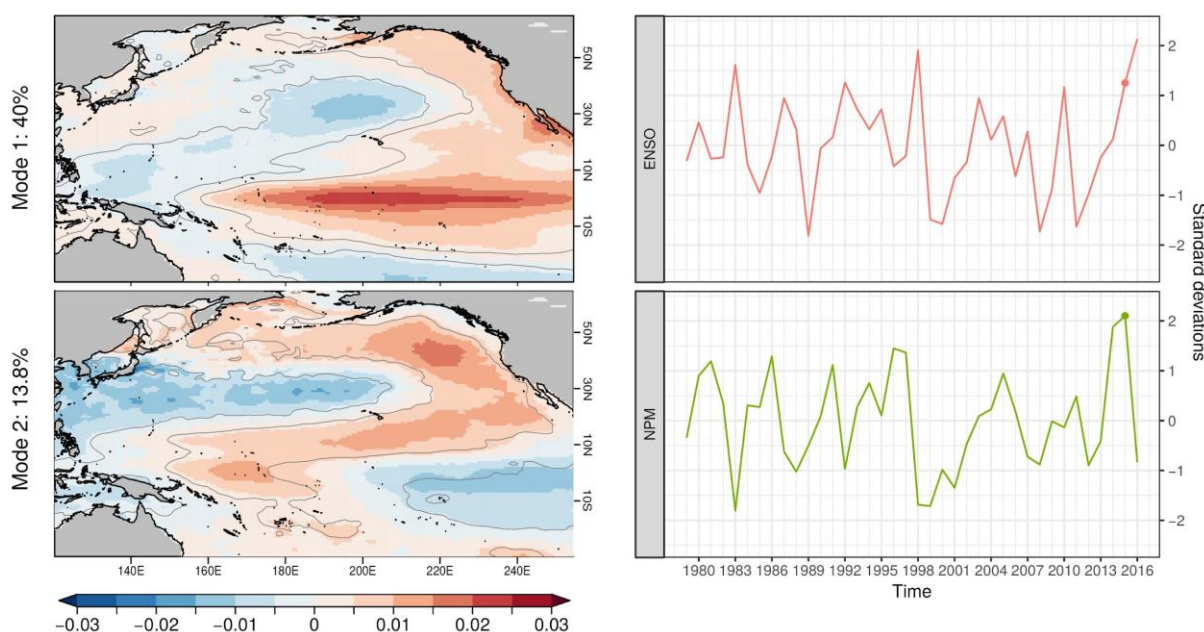 Mode 1: 40%
50N
30N
10N
10S
ENSO
2
1
0
-1
-2
Mode 2: 13.8%
50N
30N
10N
10S
140E 160E 180E 200E 220E 240E
-0.03 -0.02 -0.01 0 0.01 0.02 0.03
NPM
2
1
0
-1
-2
1980 1983 1986 1989 1992 1995 1998 2001 2004 2007 2010 2013 2016
Time
Standard deviations